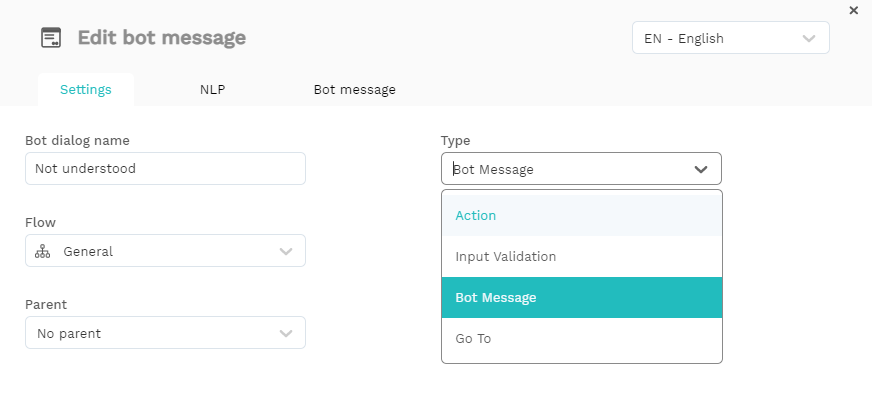 Edit bot message
EN - English
Settings
NLP
Bot message
Bot dialog name
Not understood
Flow
General
Parent
No parent
Type
Bot Message
Action
Input Validation
Bot Message
Go To